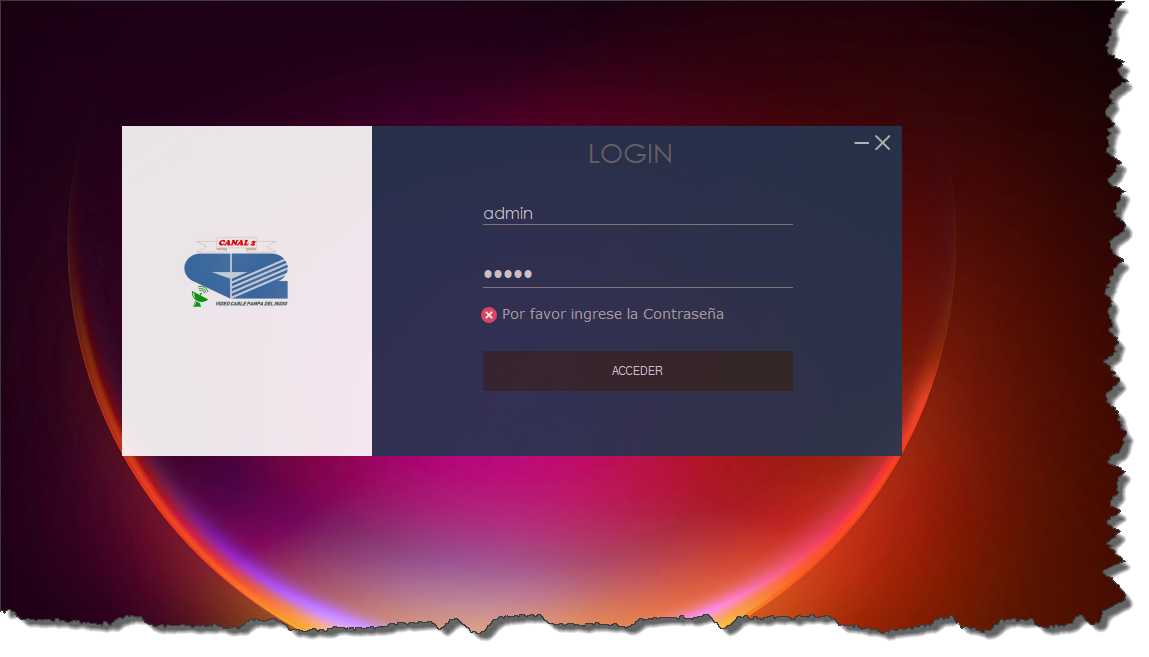 LOGIN
admin
●●●●●
Por favor ingrese la Contraseña
ACCEDER
CANAL 2
VIDEO CABLE PAMPA DEL INDIO